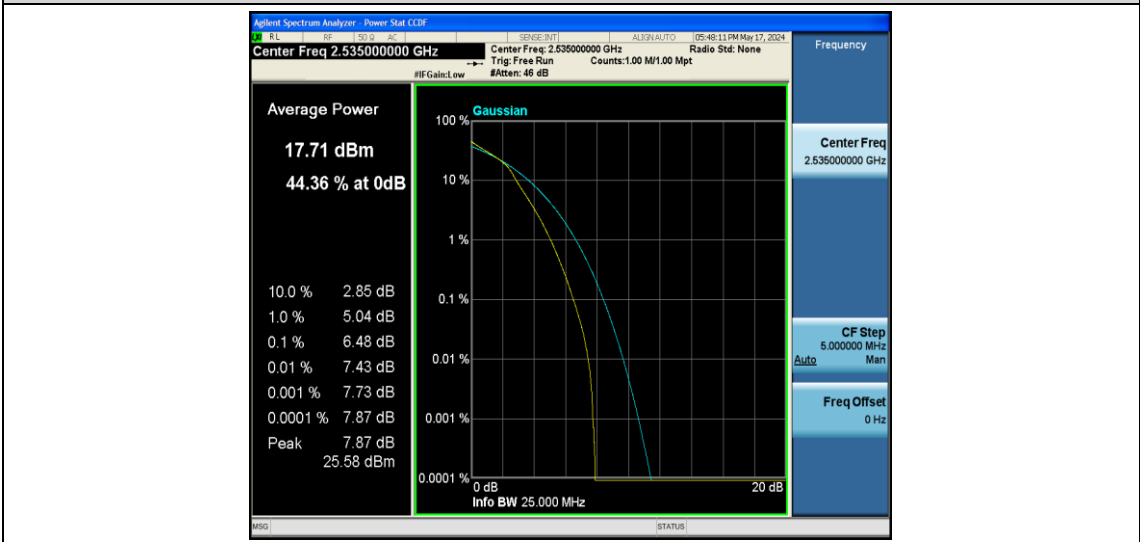 Agilent Spectrum Analyzer - Power Stat CCDF
LXI RL RF 50 Ω AC SENSE:INT ALIGNAUTO 05:48:11 PM May 17, 2024
Center Freq 2.535000000 GHz
Center Freq: 2.535000000 GHz Radio Std: None
Trig: Free Run Counts:1.00 M/1.00 Mpt
#IFGain:Low #Atten: 46 dB
Frequency
Average Power
17.71 dBm
44.36 % at 0dB
10.0 % 2.85 dB
1.0 % 5.04 dB
0.1 % 6.48 dB
0.01 % 7.43 dB
0.001 % 7.73 dB
0.0001 % 7.87 dB
Peak 7.87 dB
25.58 dBm
Gaussian
100 %
10 %
1 %
0.1 %
0.01 %
0.001 %
0.0001 %
0 dB 20 dB
Info BW 25.000 MHz
Center Freq
2.535000000 GHz
CF Step
5.000000 MHz
Auto Man
Freq Offset
0 Hz
MSG STATUS